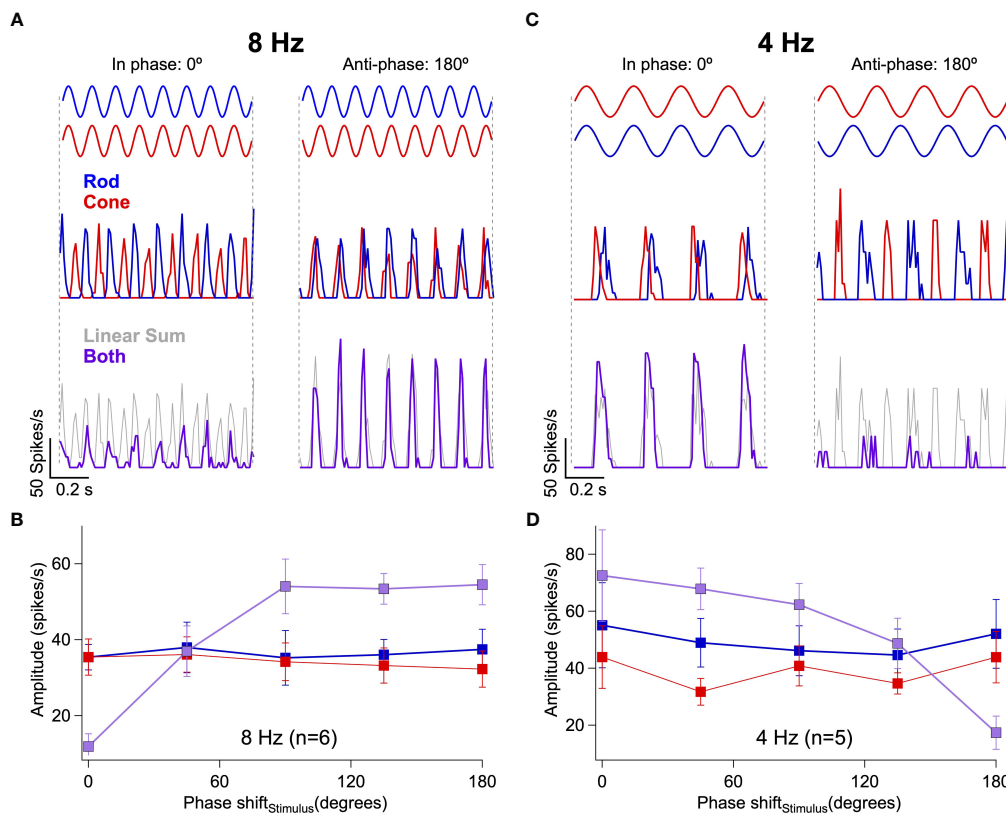 A
8 Hz
In phase: 0º
Anti-phase: 180º
Rod
Cone
Linear Sum
Both
50 Spikes/s
0.2 s
C
4 Hz
In phase: 0º
Anti-phase: 180º
50 Spikes/s
0.2 s
B
Amplitude (spikes/s)
60
40
20
8 Hz (n=6)
0
60
120
180
Phase shiftStimulus(degrees)
D
Amplitude (spikes/s)
80
60
40
20
4 Hz (n=5)
0
60
120
180
Phase shiftStimulus(degrees)